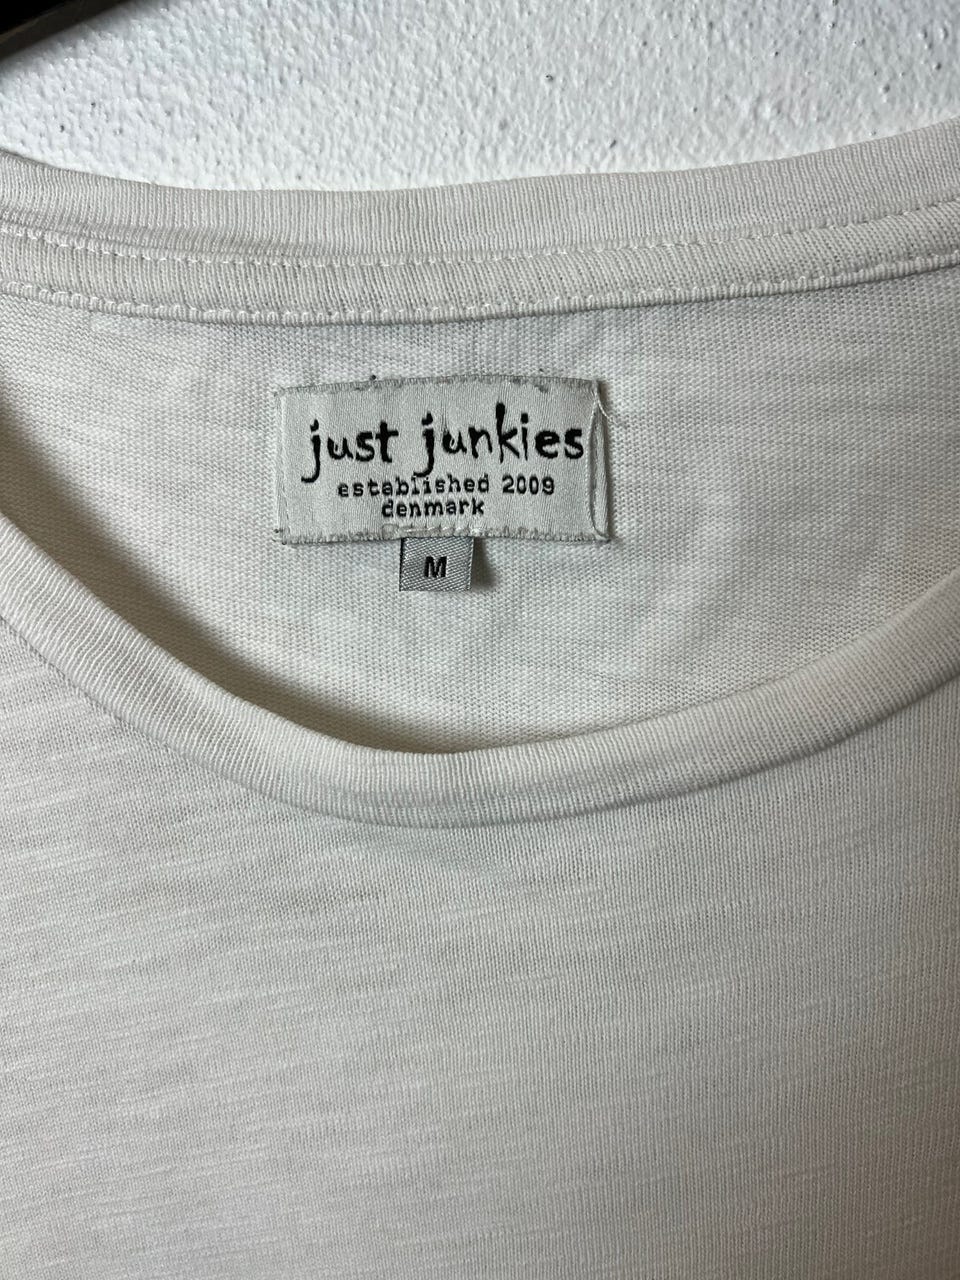 just junkies
established 2009
denmark
M